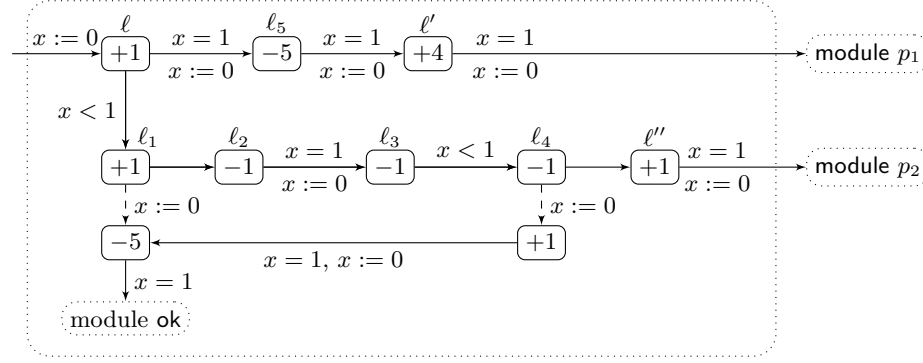 ℓ ℓ₅ ℓ′
x := 0 +1 x = 1 x := 0 −5 x = 1 x := 0 +4 x = 1 x := 0 module p₁
x < 1
ℓ₁ ℓ₂ ℓ₃ ℓ₄ ℓ″
+1 −1 x = 1 x := 0 −1 x < 1 −1 +1 x = 1 x := 0 module p₂
x := 0 x := 0
−5 x = 1, x := 0 +1
x = 1
module ok